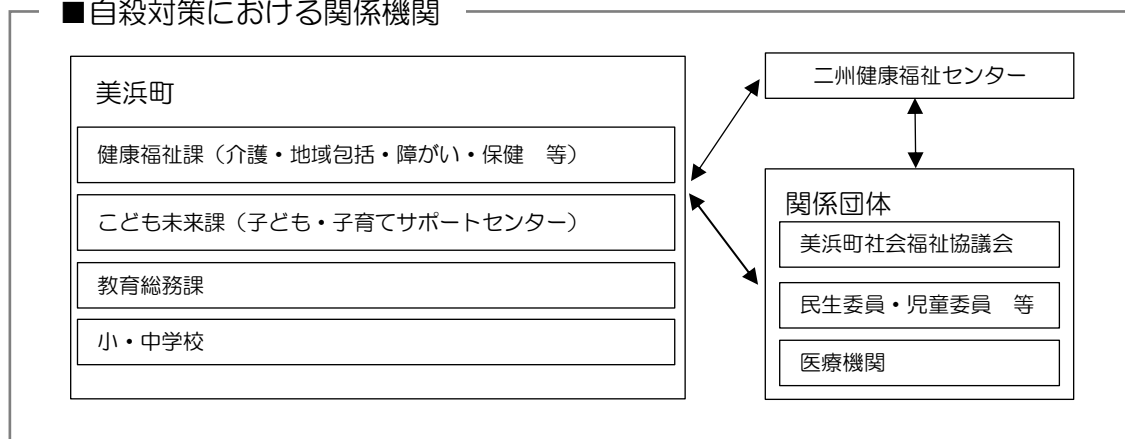 ■自殺対策における関係機関
美浜町
健康福祉課（介護・地域包括・障がい・保健　等）
こども未来課（子ども・子育てサポートセンター）
教育総務課
小・中学校
二州健康福祉センター
関係団体
美浜町社会福祉協議会
民生委員・児童委員　等
医療機関